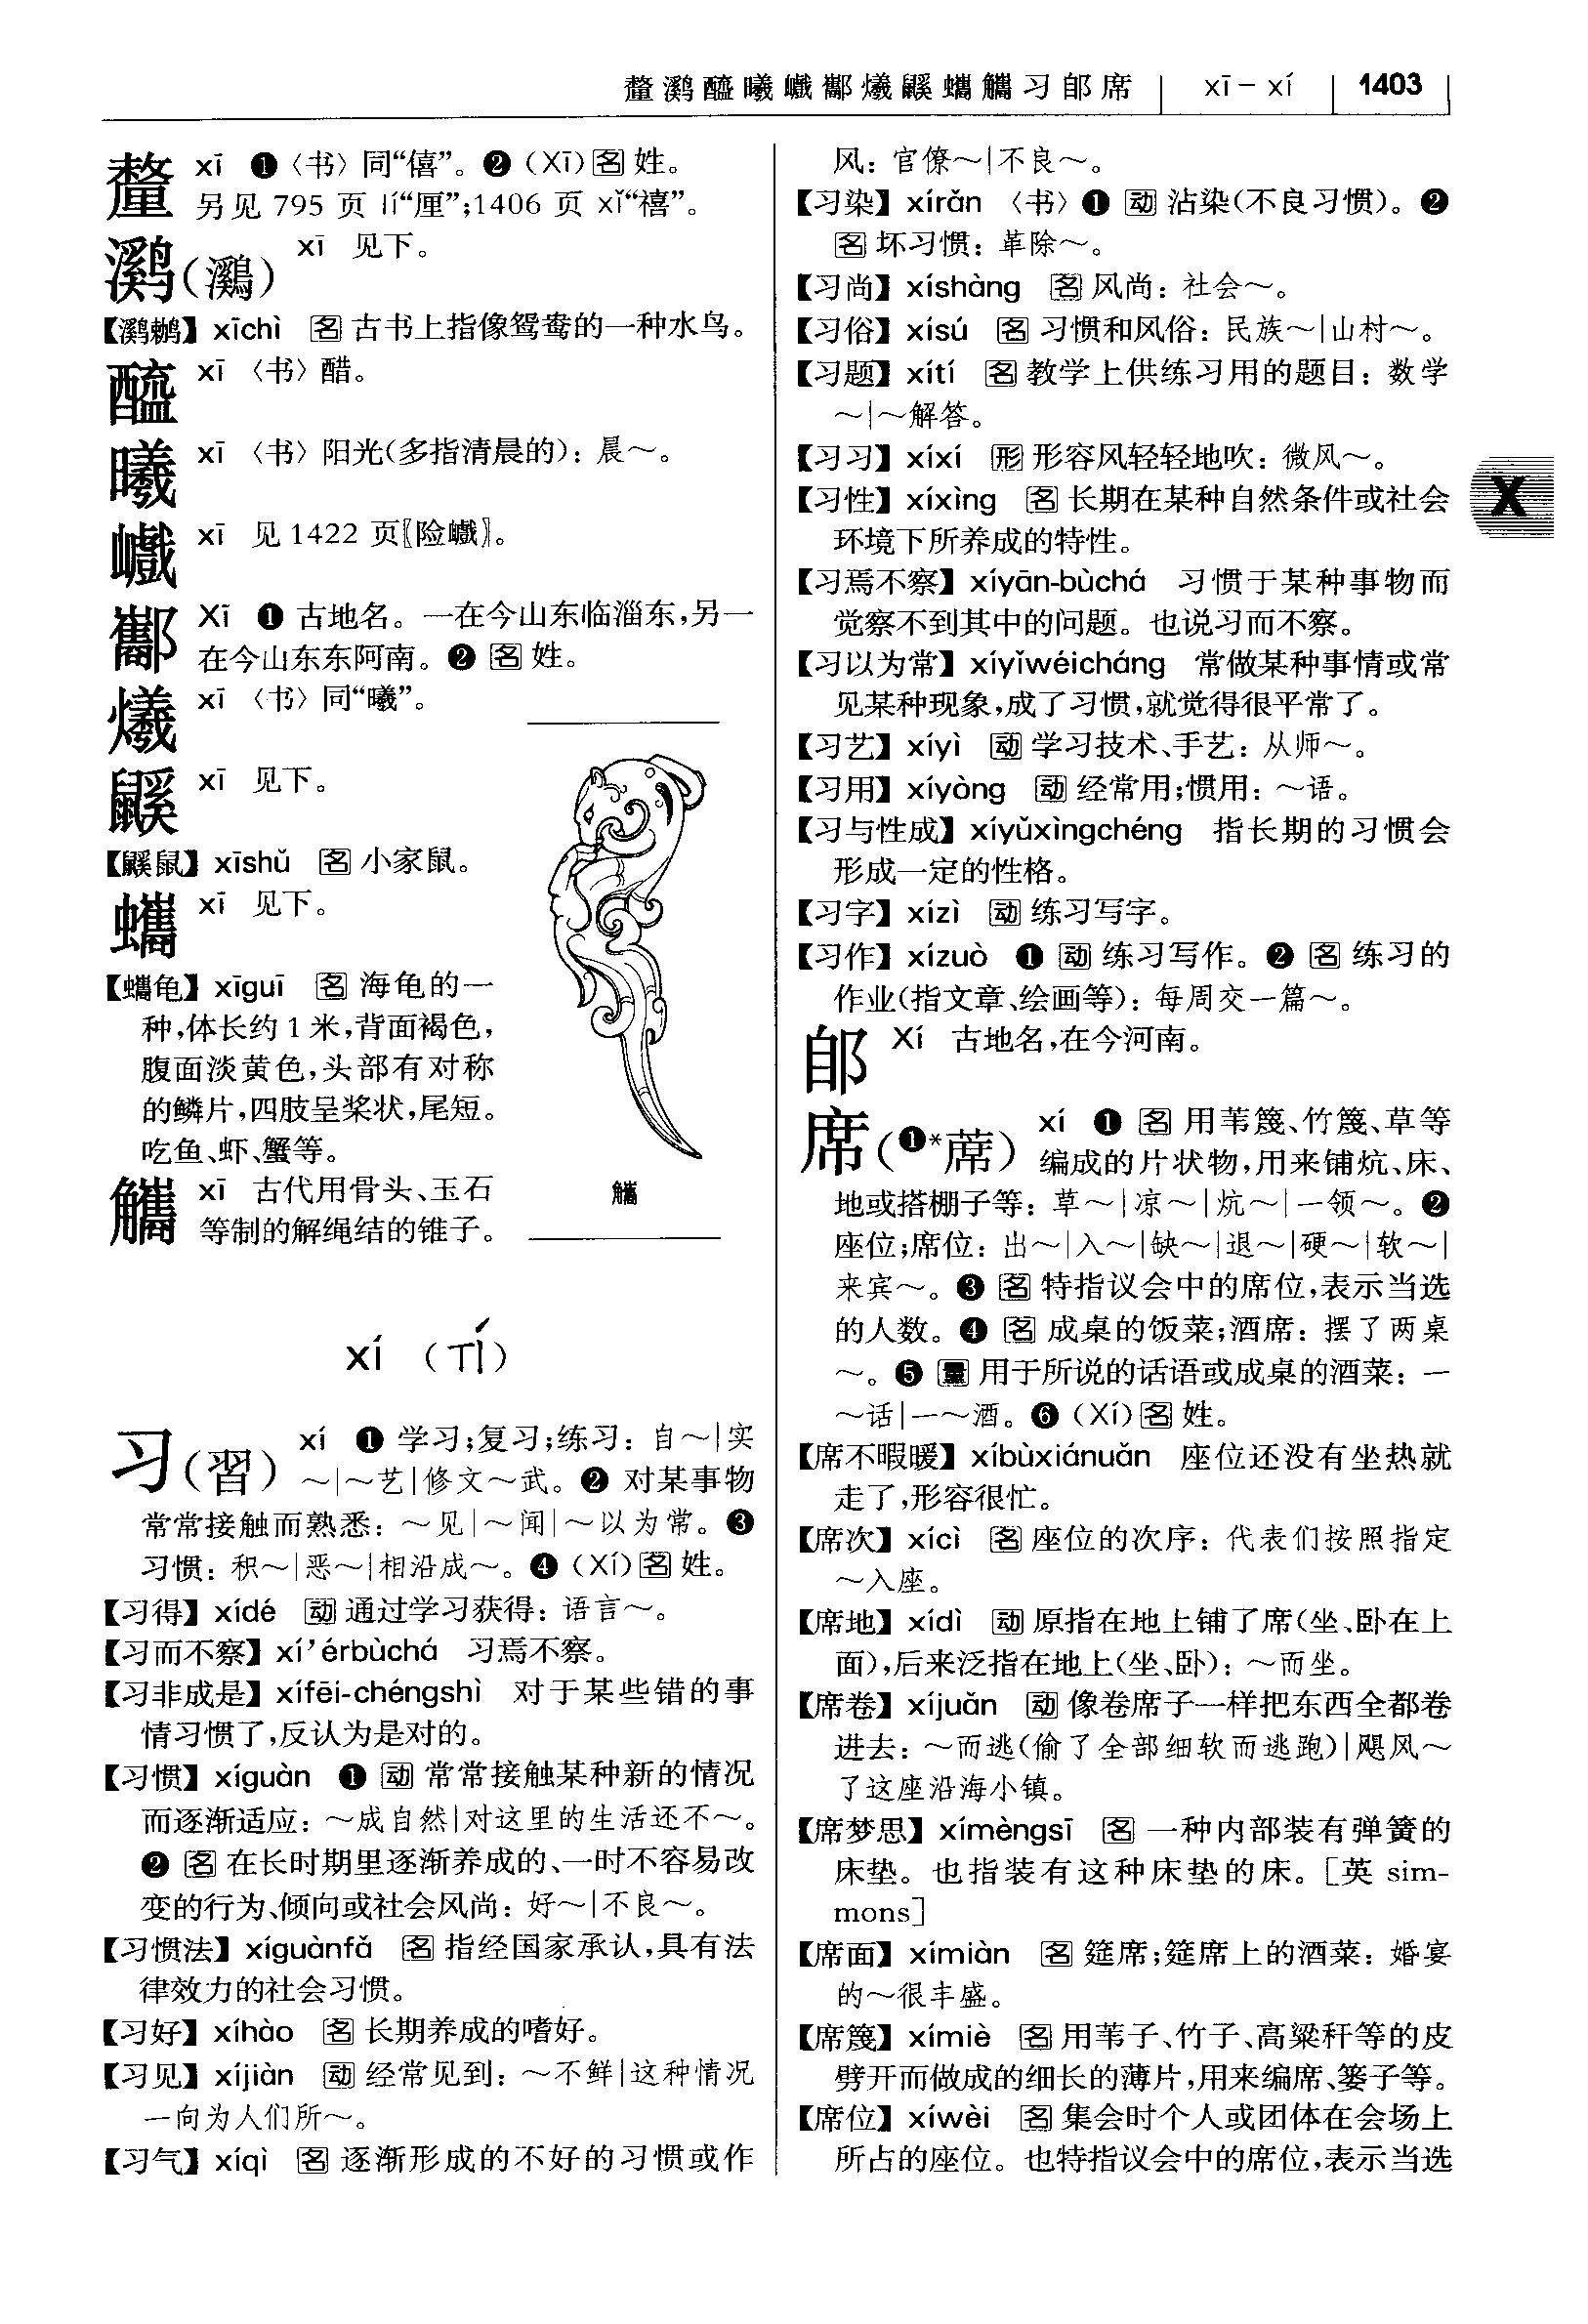 釐鸂醯曦巇酅爔鼷蠵觿习郋席 xī－xí 1403
釐 xī ❶〈书〉同“僖”。❷（Xī）名 姓。
另见 795 页 lí“厘”；1406 页 xǐ“禧”。
鸂（鸂） xī 见下。
【鸂𫛶】xīchì 名 古书上指像鸳鸯的一种水鸟。
醯 xī 〈书〉醋。
曦 xī 〈书〉阳光（多指清晨的）：晨～。
巇 xī 见 1422 页〖险巇〗。
酅 Xī ❶ 古地名。一在今山东临淄东，另一
在今山东东阿南。❷ 名 姓。
爔 xī 〈书〉同“曦”。
鼷 xī 见下。
【鼷鼠】xīshǔ 名 小家鼠。
蠵 xī 见下。
【蠵龟】xīguī 名 海龟的一
种，体长约 1 米，背面褐色，
腹面淡黄色，头部有对称
的鳞片，四肢呈桨状，尾短。
吃鱼、虾、蟹等。
觿 xī 古代用骨头、玉石
等制的解绳结的锥子。
觿
xí （ㄒㄧˊ）
习（習） xí ❶ 学习；复习；练习：自～｜实
～｜～艺｜修文～武。❷ 对某事物
常常接触而熟悉：～见｜～闻｜～以为常。❸
习惯：积～｜恶～｜相沿成～。❹（Xí）名 姓。
【习得】xídé 动 通过学习获得：语言～。
【习而不察】xí’érbùchá 习焉不察。
【习非成是】xífēi-chéngshì 对于某些错的事
情习惯了，反认为是对的。
【习惯】xíguàn ❶ 动 常常接触某种新的情况
而逐渐适应：～成自然｜对这里的生活还不～。
❷ 名 在长时期里逐渐养成的、一时不容易改
变的行为、倾向或社会风尚：好～｜不良～。
【习惯法】xíguànfǎ 名 指经国家承认，具有法
律效力的社会习惯。
【习好】xíhào 名 长期养成的嗜好。
【习见】xíjiàn 动 经常见到：～不鲜｜这种情况
一向为人们所～。
【习气】xíqì 名 逐渐形成的不好的习惯或作
风：官僚～｜不良～。
【习染】xírǎn 〈书〉❶ 动 沾染（不良习惯）。❷
名 坏习惯：革除～。
【习尚】xíshàng 名 风尚：社会～。
【习俗】xísú 名 习惯和风俗：民族～｜山村～。
【习题】xítí 名 教学上供练习用的题目：数学
～｜～解答。
【习习】xíxí 形 形容风轻轻地吹：微风～。
【习性】xíxìng 名 长期在某种自然条件或社会
环境下所养成的特性。
X
【习焉不察】xíyān-bùchá 习惯于某种事物而
觉察不到其中的问题。也说习而不察。
【习以为常】xíyǐwéicháng 常做某种事情或常
见某种现象，成了习惯，就觉得很平常了。
【习艺】xíyì 动 学习技术、手艺：从师～。
【习用】xíyòng 动 经常用；惯用：～语。
【习与性成】xíyǔxìngchéng 指长期的习惯会
形成一定的性格。
【习字】xízì 动 练习写字。
【习作】xízuò ❶ 动 练习写作。❷ 名 练习的
作业（指文章、绘画等）：每周交一篇～。
郋 Xí 古地名，在今河南。
席（❶*蓆） xí ❶ 名 用苇篾、竹篾、草等
编成的片状物，用来铺炕、床、
地或搭棚子等：草～｜凉～｜炕～｜一领～。❷
座位；席位：出～｜入～｜缺～｜退～｜硬～｜软～｜
来宾～。❸ 名 特指议会中的席位，表示当选
的人数。❹ 名 成桌的饭菜；酒席：摆了两桌
～。❺ 量 用于所说的话语或成桌的酒菜：一
～话｜一～酒。❻（Xí）名 姓。
【席不暇暖】xíbùxiánuǎn 座位还没有坐热就
走了，形容很忙。
【席次】xícì 名 座位的次序：代表们按照指定
～入座。
【席地】xídì 动 原指在地上铺了席（坐、卧在上
面），后来泛指在地上（坐、卧）：～而坐。
【席卷】xíjuǎn 动 像卷席子一样把东西全都卷
进去：～而逃（偷了全部细软而逃跑）｜飓风～
了这座沿海小镇。
【席梦思】xímèngsī 名 一种内部装有弹簧的
床垫。也指装有这种床垫的床。［英 sim-
mons］
【席面】xímiàn 名 筵席；筵席上的酒菜：婚宴
的～很丰盛。
【席篾】xímiè 名 用苇子、竹子、高粱秆等的皮
劈开而做成的细长的薄片，用来编席、篓子等。
【席位】xíwèi 名 集会时个人或团体在会场上
所占的座位。也特指议会中的席位，表示当选